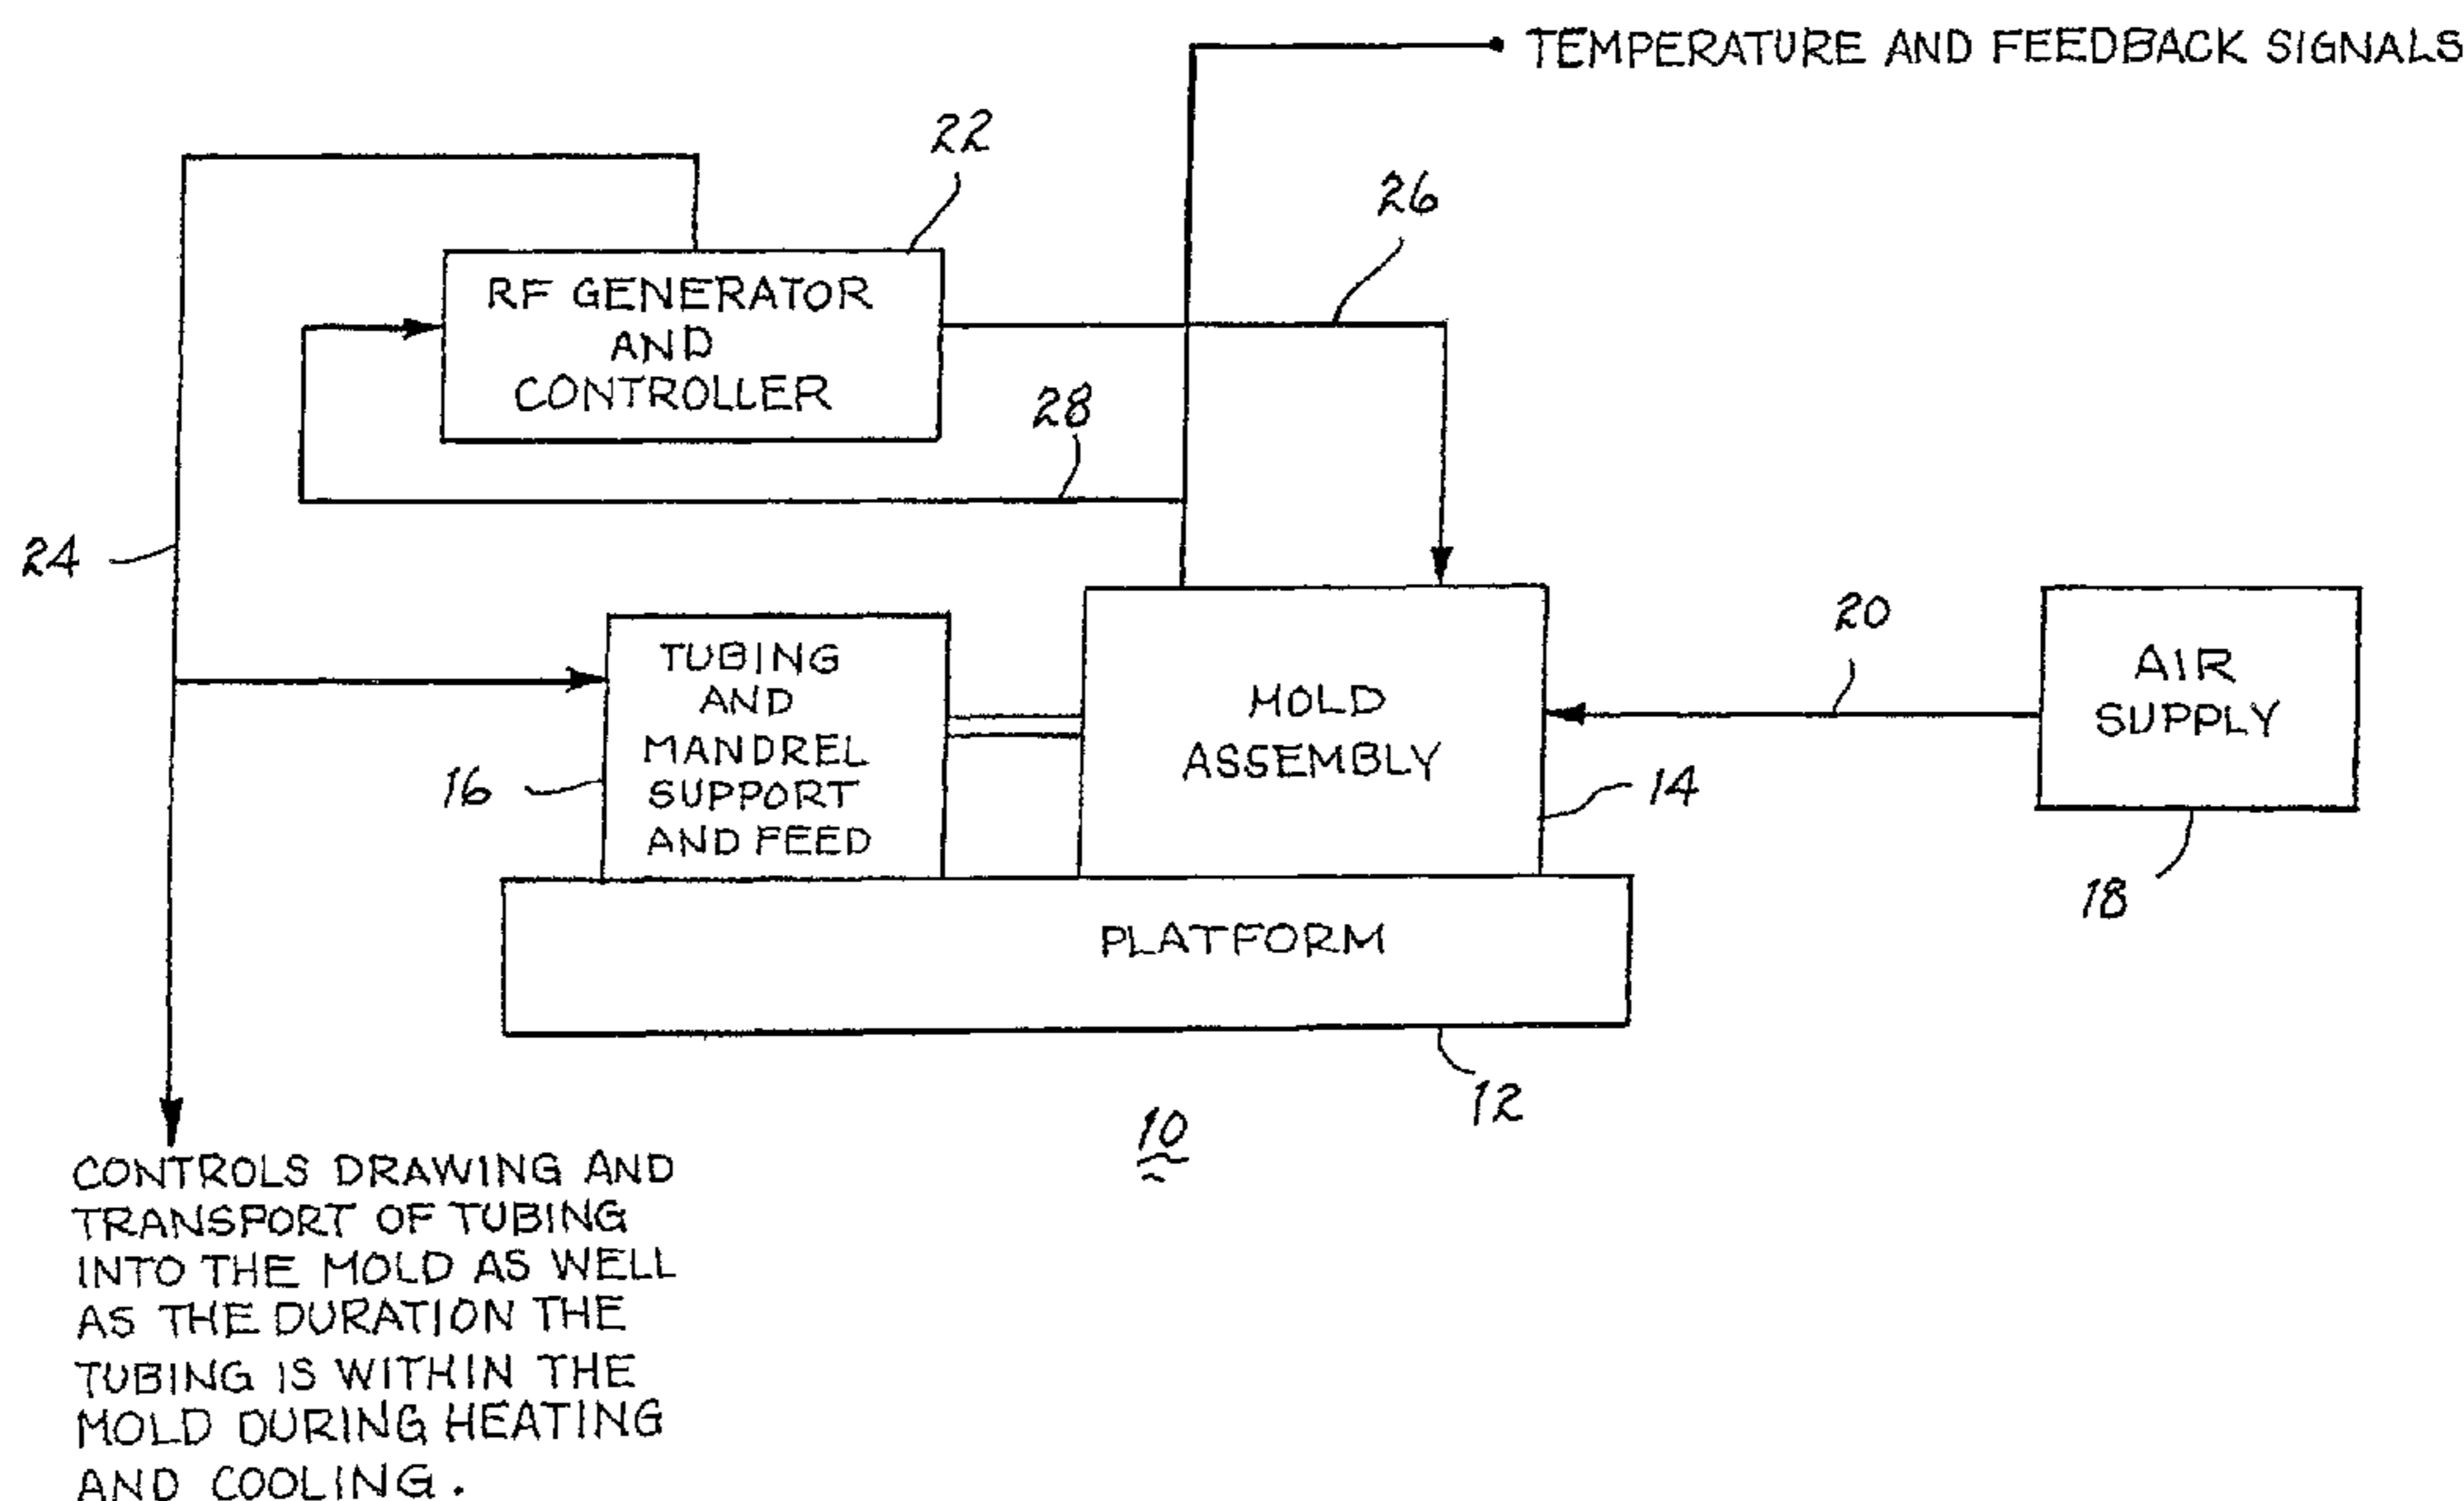 TEMPERATURE AND FEEDBACK SIGNALS
22
26
RF GENERATOR
AND
CONTROLLER
28
24
20
TUBING
AND
MANDREL
SUPPORT
AND FEED
MOLD
ASSEMBLY
AIR
SUPPLY
16
14
18
PLATFORM
12
10
CONTROLS DRAWING AND
TRANSPORT OF TUBING
INTO THE MOLD AS WELL
AS THE DURATION THE
TUBING IS WITHIN THE
MOLD DURING HEATING
AND COOLING.